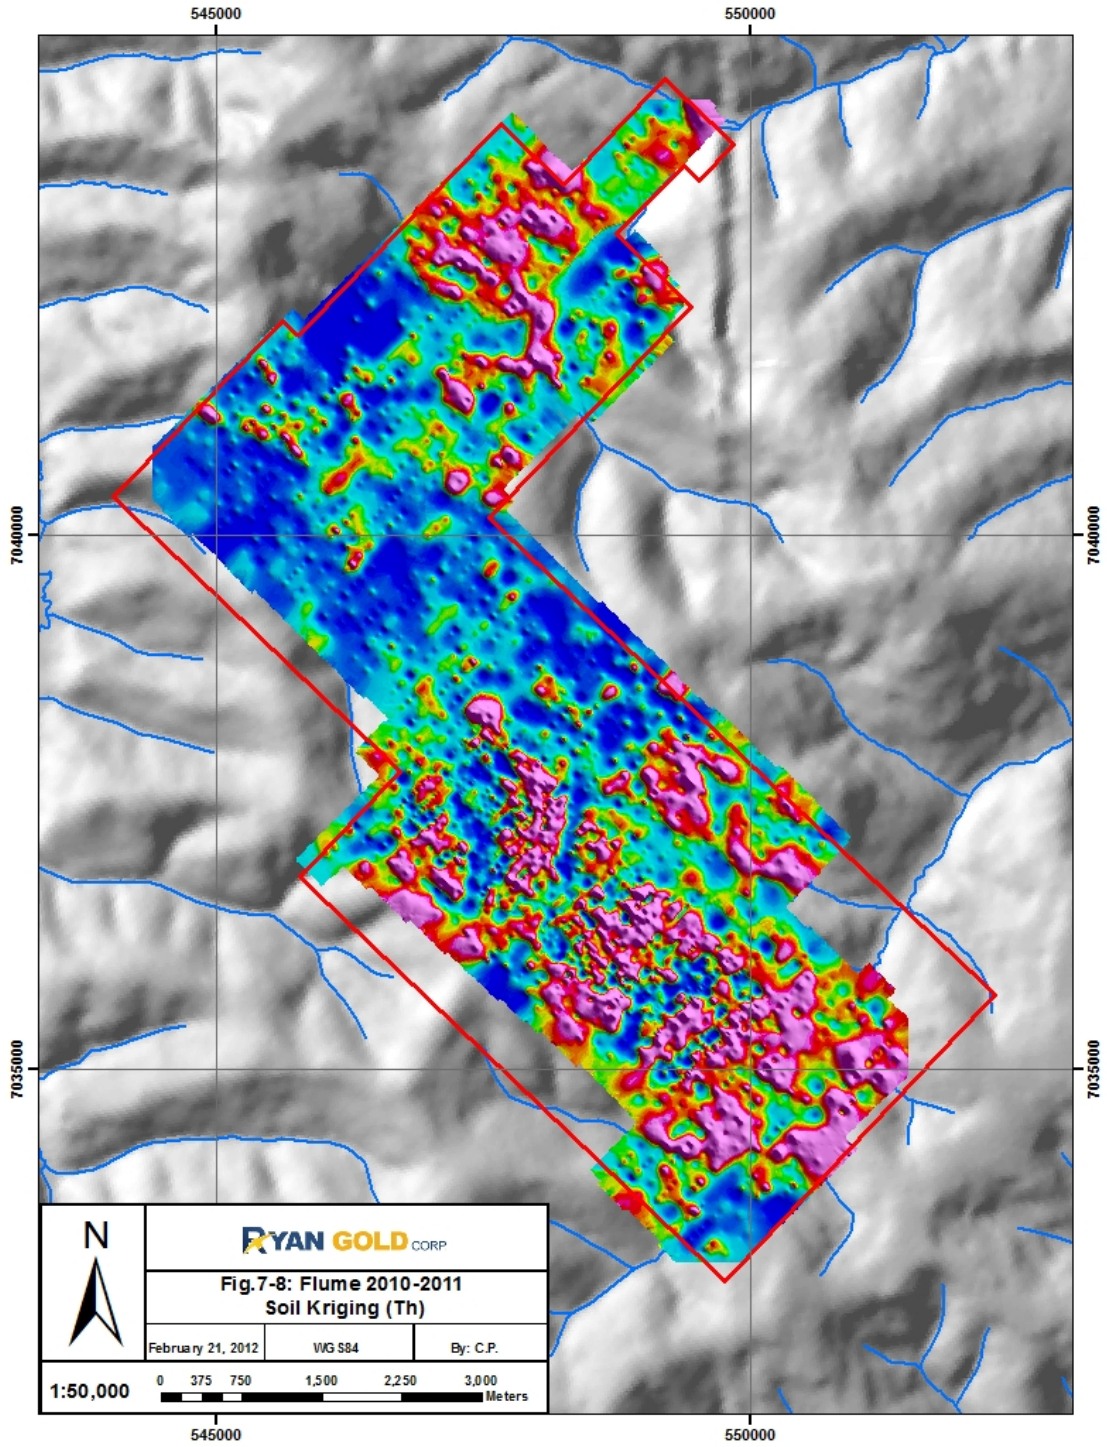 545000 550000
7040000 7040000
7035000 7035000
N
RYAN GOLD CORP
Fig.7-8: Flume 2010-2011
Soil Kriging (Th)
February 21, 2012 WGS84 By: C.P.
1:50,000
0 375 750 1,500 2,250 3,000
Meters
545000 550000